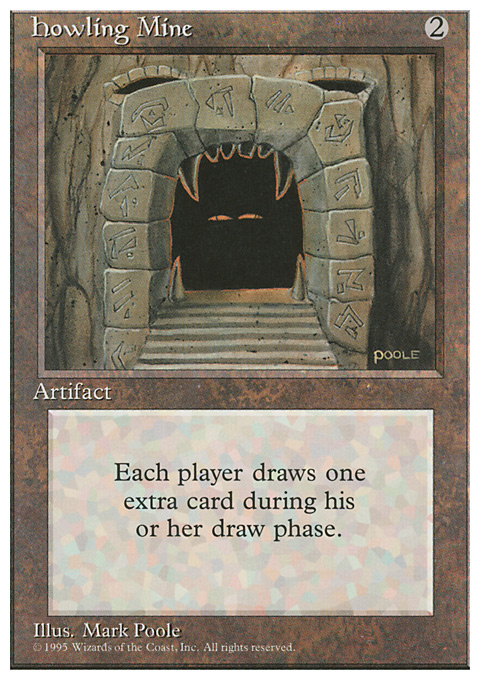 Howling Mine 2
POOLE
Artifact
Each player draws one
extra card during his
or her draw phase.
Illus. Mark Poole
© 1995 Wizards of the Coast, Inc. All rights reserved.